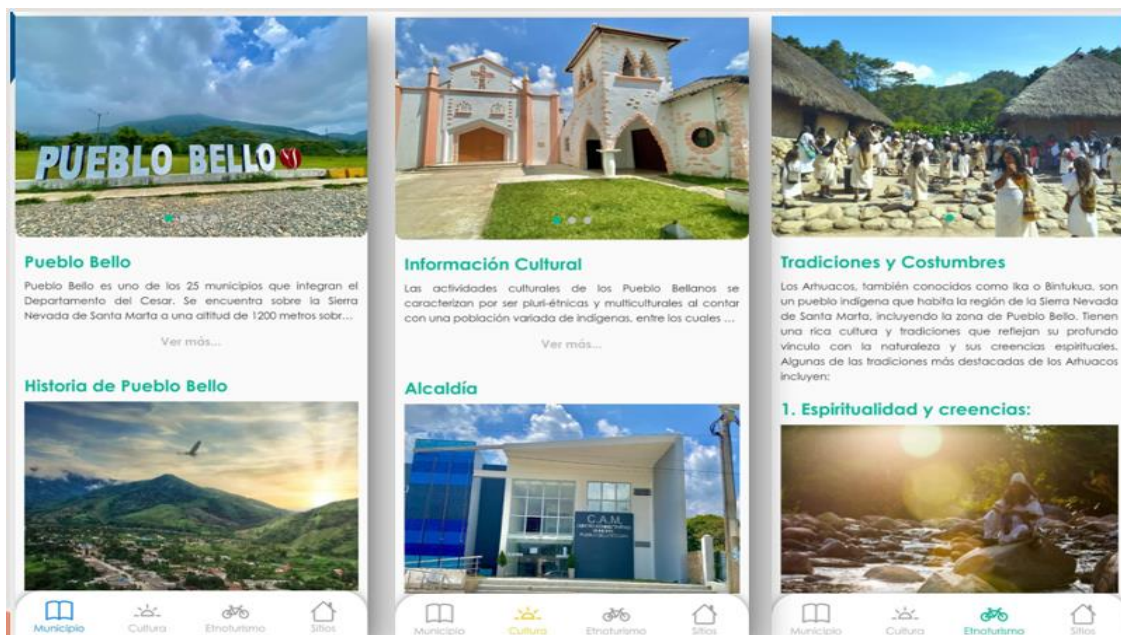 PUEBLO BELLO
Pueblo Bello
Pueblo Bello es uno de los 25 municipios que integran el
Departamento del Cesar. Se encuentra sobre la Sierra
Nevada de Santa Marta a una altitud de 1200 metros sobr...
Ver más...
Historia de Pueblo Bello
Municipio
Cultura
Etnoturismo
Sitios
Información Cultural
Las actividades culturales de los Pueblo Bellanos se
caracterizan por ser pluri-étnicas y multiculturales al contar
con una población variada de indígenas, entre los cuales ...
Ver más...
Alcaldía
C.A.M.
Municipio
Cultura
Etnoturismo
Sitios
Tradiciones y Costumbres
Los Arhuacos, también conocidos como Ika o Bintukua, son
un pueblo indígena que habita la región de la Sierra Nevada
de Santa Marta, incluyendo la zona de Pueblo Bello. Tienen
una rica cultura y tradiciones que reflejan su profundo
vínculo con la naturaleza y sus creencias espirituales.
Algunas de las tradiciones más destacadas de los Arhuacos
incluyen:
1. Espiritualidad y creencias:
Municipio
Cultura
Etnoturismo
Sitios